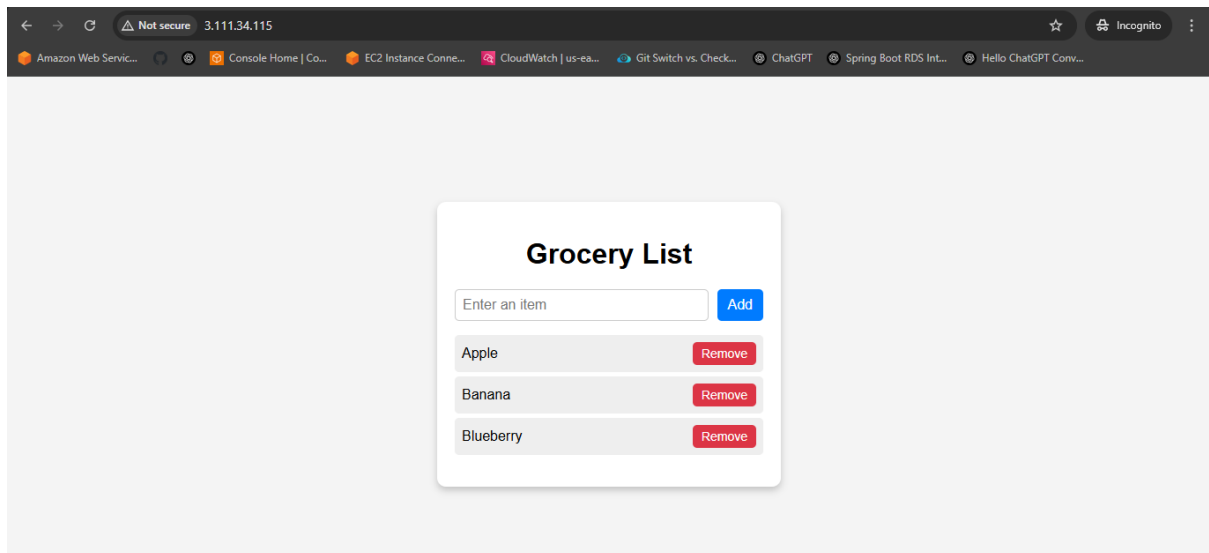 Not secure 3.111.34.115 Incognito
Amazon Web Servic... Console Home | Co... EC2 Instance Conne... CloudWatch | us-ea... Git Switch vs. Check... ChatGPT Spring Boot RDS Int... Hello ChatGPT Conv...
Grocery List
Enter an item Add
Apple Remove
Banana Remove
Blueberry Remove